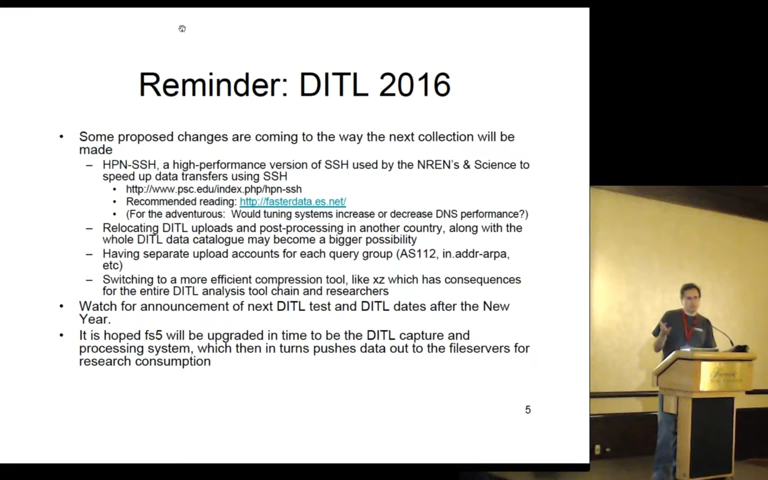 Reminder: DITL 2016
• Some proposed changes are coming to the way the next collection will be
made
– HPN-SSH, a high-performance version of SSH used by the NREN's & Science to
speed up data transfers using SSH
• http://www.psc.edu/index.php/hpn-ssh
• Recommended reading: http://fasterdata.es.net/
• (For the adventurous: Would tuning systems increase or decrease DNS performance?)
– Relocating DITL uploads and post-processing in another country, along with the
whole DITL data catalogue may become a bigger possibility
– Having separate upload accounts for each query group (AS112, in.addr-arpa,
etc)
– Switching to a more efficient compression tool, like xz which has consequences
for the entire DITL analysis tool chain and researchers
• Watch for announcement of next DITL test and DITL dates after the New
Year.
• It is hoped fs5 will be upgraded in time to be the DITL capture and
processing system, which then in turns pushes data out to the fileservers for
research consumption
5